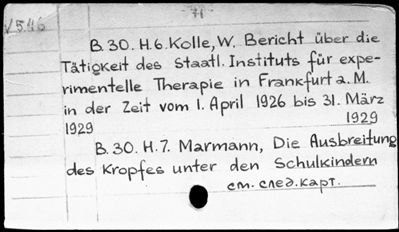 71
V546
B. 30. H. 6. Kolle, W. Bericht über die
Tätigkeit des Staatl. Instituts für expe-
rimentelle Therapie in Frankfurt a. M.
in der Zeit vom 1. April 1926 bis 31. März
1929 1929
B. 30. H. 7. Marmann, Die Ausbreitung
des Kropfes unter den Schulkindern
см. след. карт.